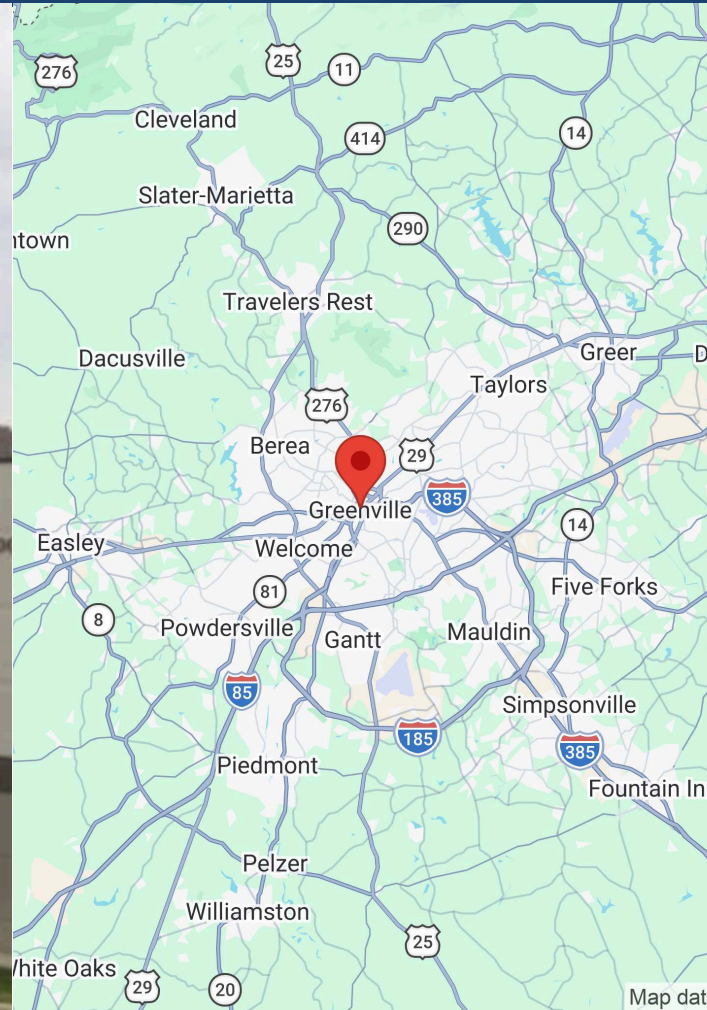 276
25
11
Cleveland
414
14
Slater-Marietta
290
ntown
Travelers Rest
Dacusville
Greer
D
Taylors
276
Berea
29
385
Greenville
14
Easley
Welcome
81
Five Forks
8
Powdersville
Gantt
Mauldin
85
Simpsonville
185
385
Piedmont
Fountain In
Pelzer
Williamston
25
hite Oaks
29
20
Map dat